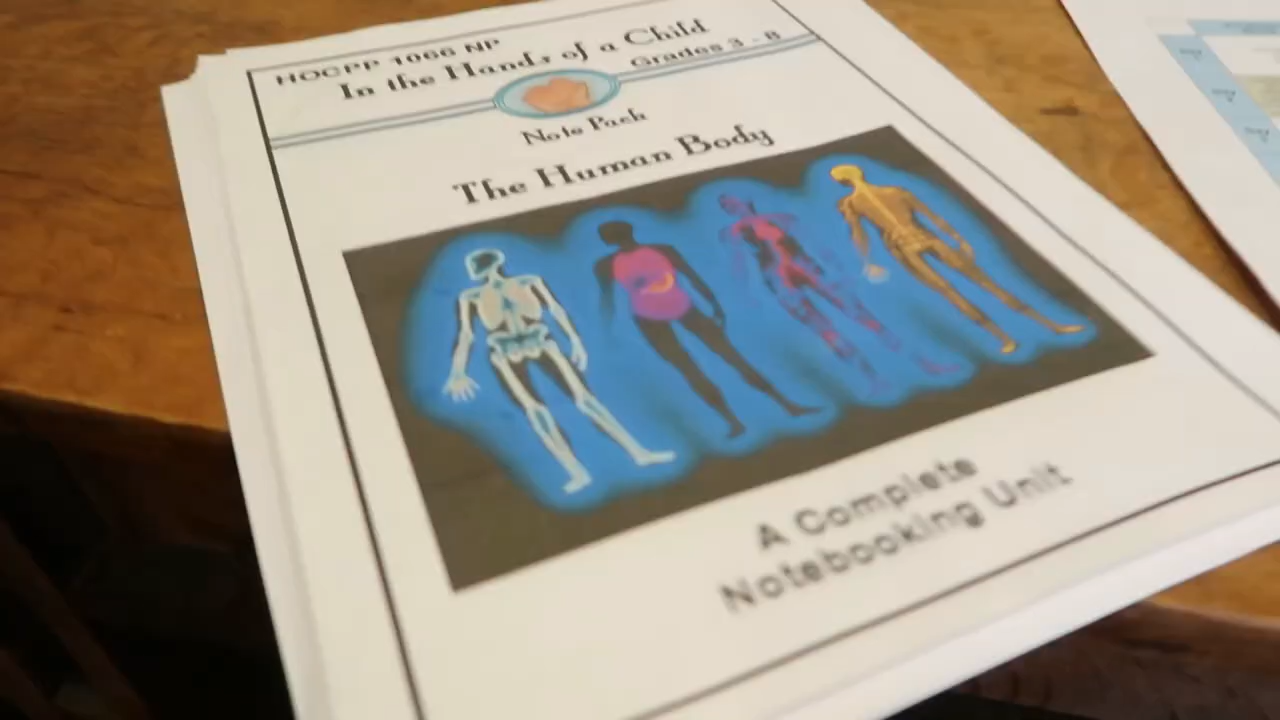 HOCPP 1066 NP
In the Hands of a Child
Grades 3 - 8
Note Pack
The Human Body
A Complete
Notebooking Unit